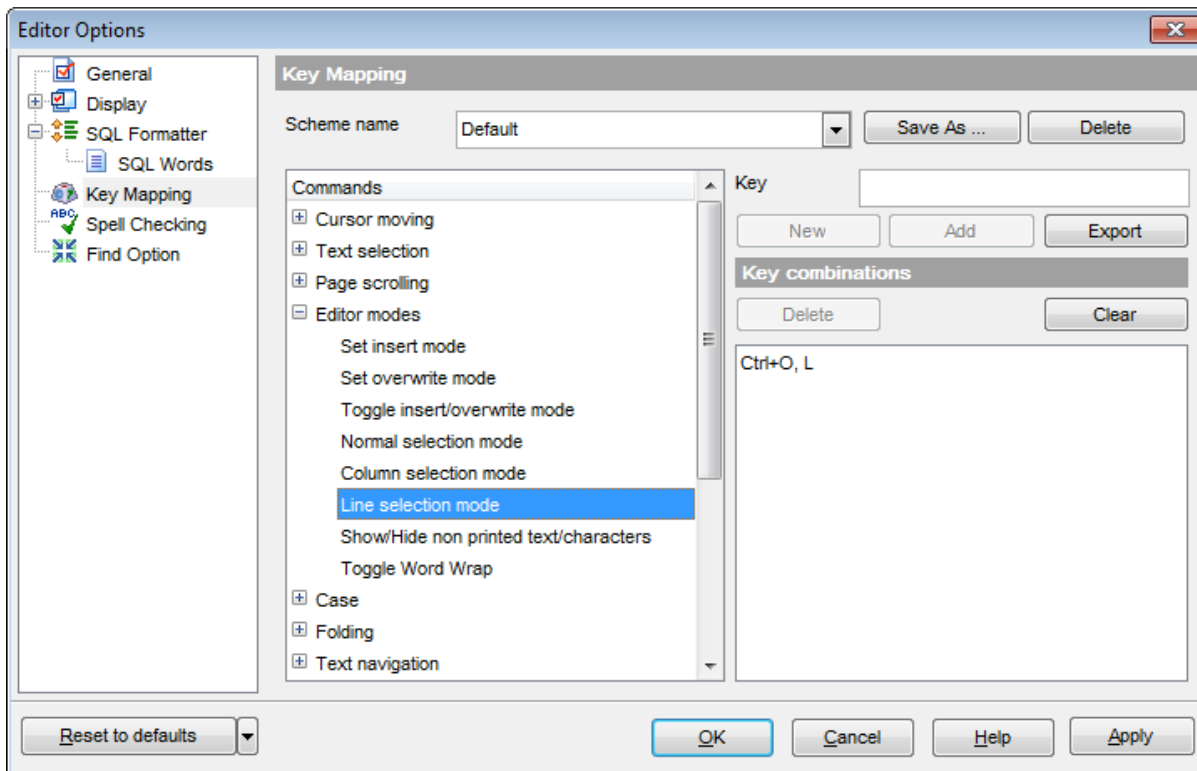 Editor Options
General
Display
SQL Formatter
SQL Words
Key Mapping
ABC
Spell Checking
Find Option
Key Mapping
Scheme name
Default
Save As ...
Delete
Commands
Cursor moving
Text selection
Page scrolling
Editor modes
Set insert mode
Set overwrite mode
Toggle insert/overwrite mode
Normal selection mode
Column selection mode
Line selection mode
Show/Hide non printed text/characters
Toggle Word Wrap
Case
Folding
Text navigation
Key
New
Add
Export
Key combinations
Delete
Clear
Ctrl+O, L
Reset to defaults
OK
Cancel
Help
Apply